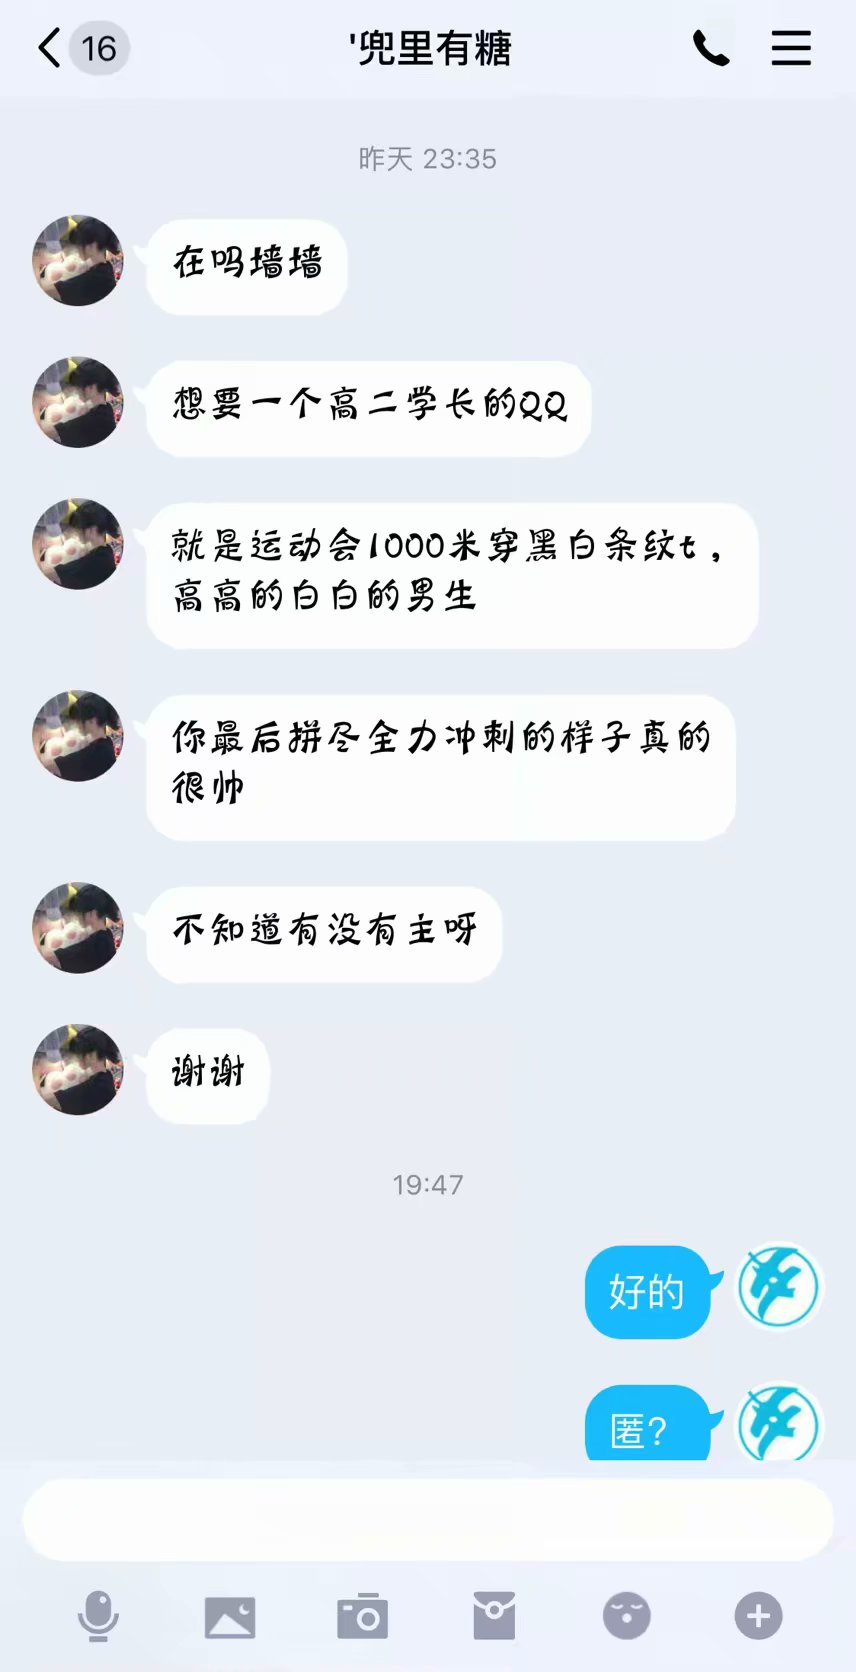 16
'兜里有糖
昨天 23:35
在吗墙墙
想要一个高二学长的QQ
就是运动会1000米穿黑白条纹t，
高高的白白的男生
你最后拼尽全力冲刺的样子真的
很帅
不知道有没有主呀
谢谢
19:47
好的
匿?